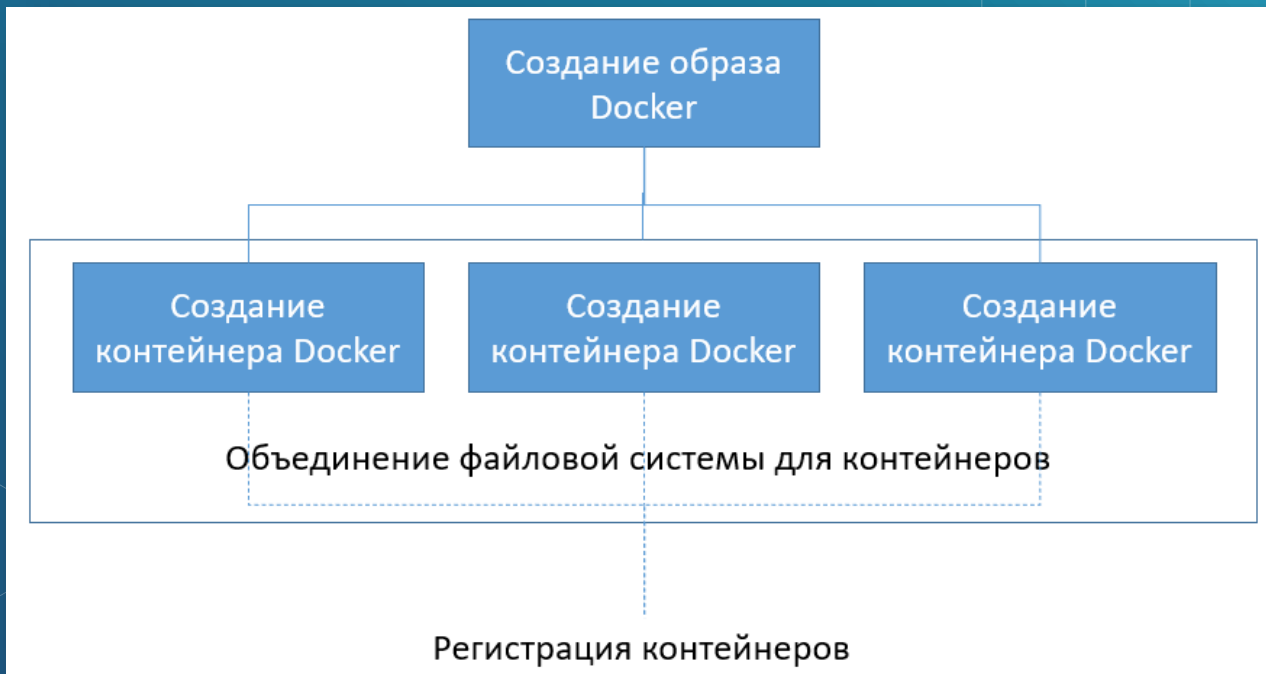 Создание образа
Docker
Создание
контейнера Docker
Создание
контейнера Docker
Создание
контейнера Docker
Объединение файловой системы для контейнеров
Регистрация контейнеров